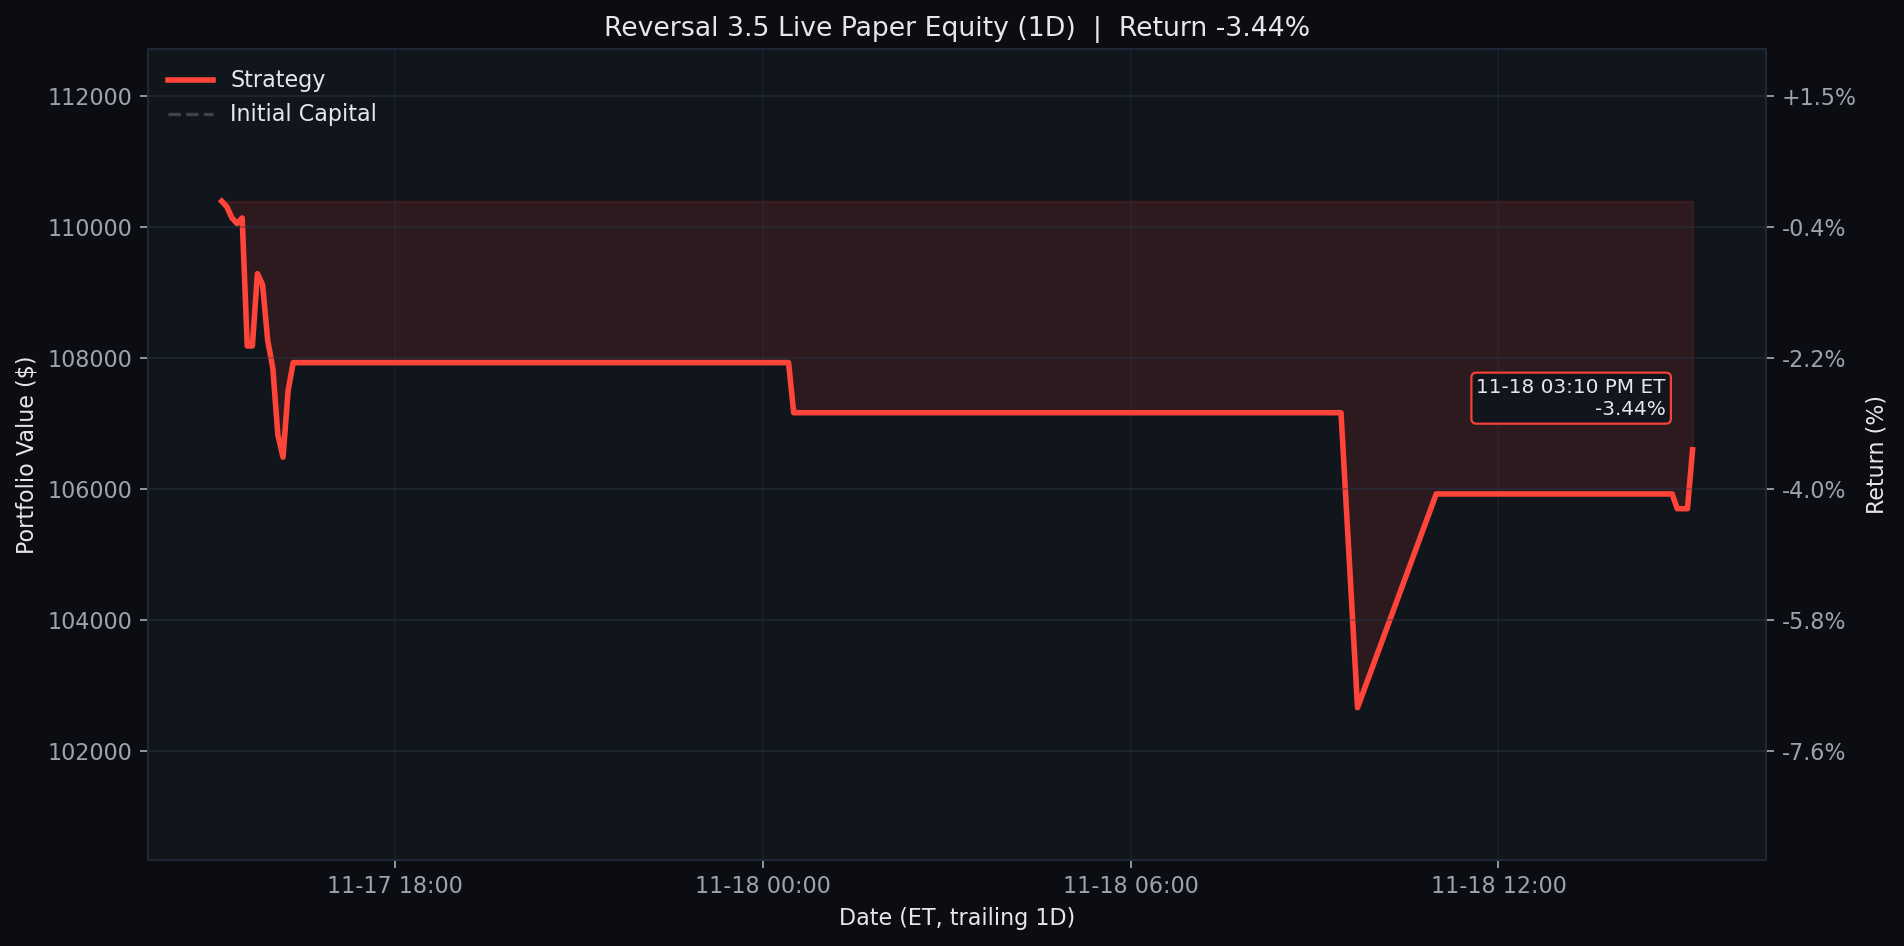 Reversal 3.5 Live Paper Equity (1D)  |  Return -3.44%
Strategy
Initial Capital
112000
110000
108000
106000
104000
102000
Portfolio Value ($)
+1.5%
-0.4%
-2.2%
-4.0%
-5.8%
-7.6%
Return (%)
11-18 03:10 PM ET
-3.44%
11-17 18:00
11-18 00:00
11-18 06:00
11-18 12:00
Date (ET, trailing 1D)